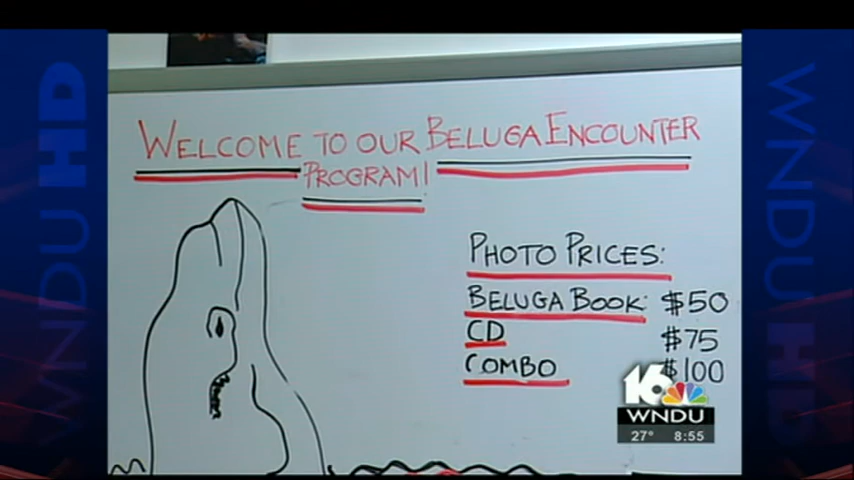 WELCOME TO OUR BELUGA ENCOUNTER
PROGRAM!
PHOTO PRICES:
BELUGA BOOK: $50
CD $75
COMBO $100
16
WNDU
27° 8:55
WNDU HD
WNDU HD